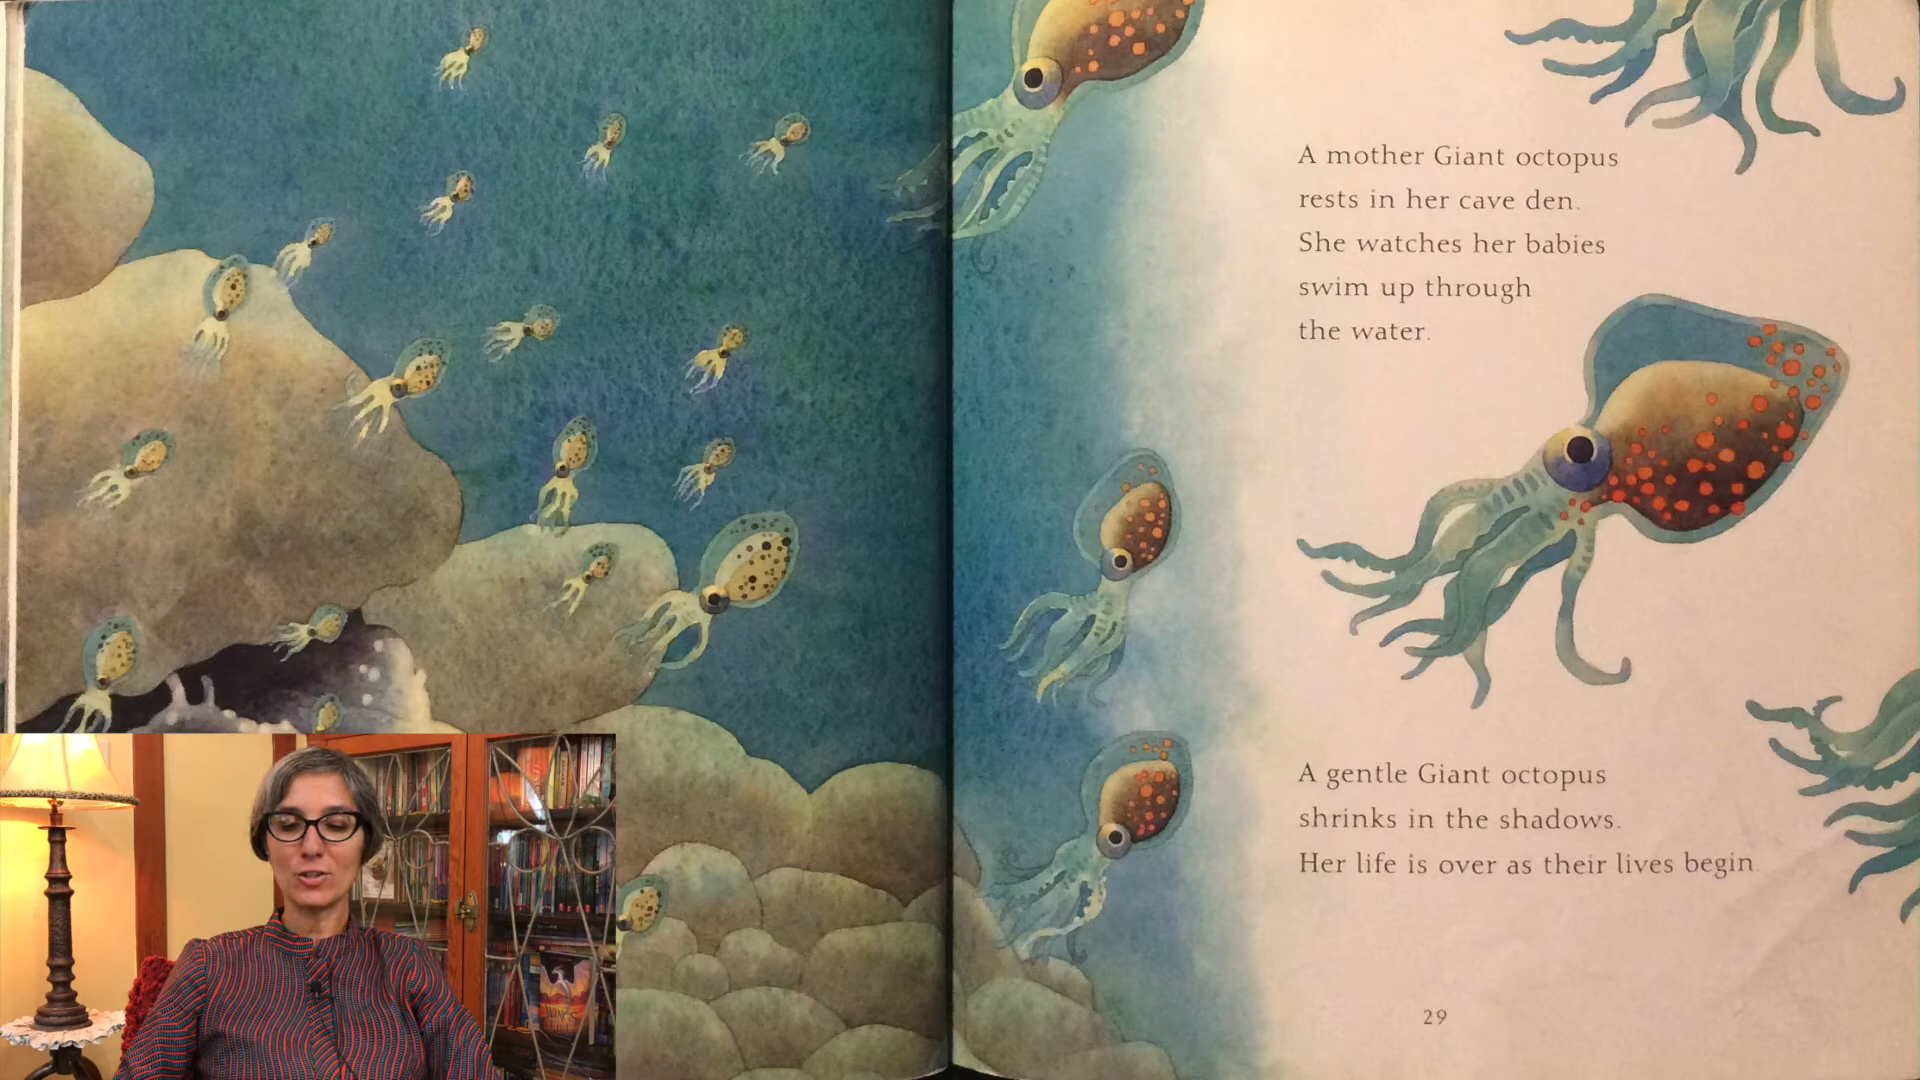 A mother Giant octopus
rests in her cave den.
She watches her babies
swim up through
the water.
A gentle Giant octopus
shrinks in the shadows.
Her life is over as their lives begin.
29